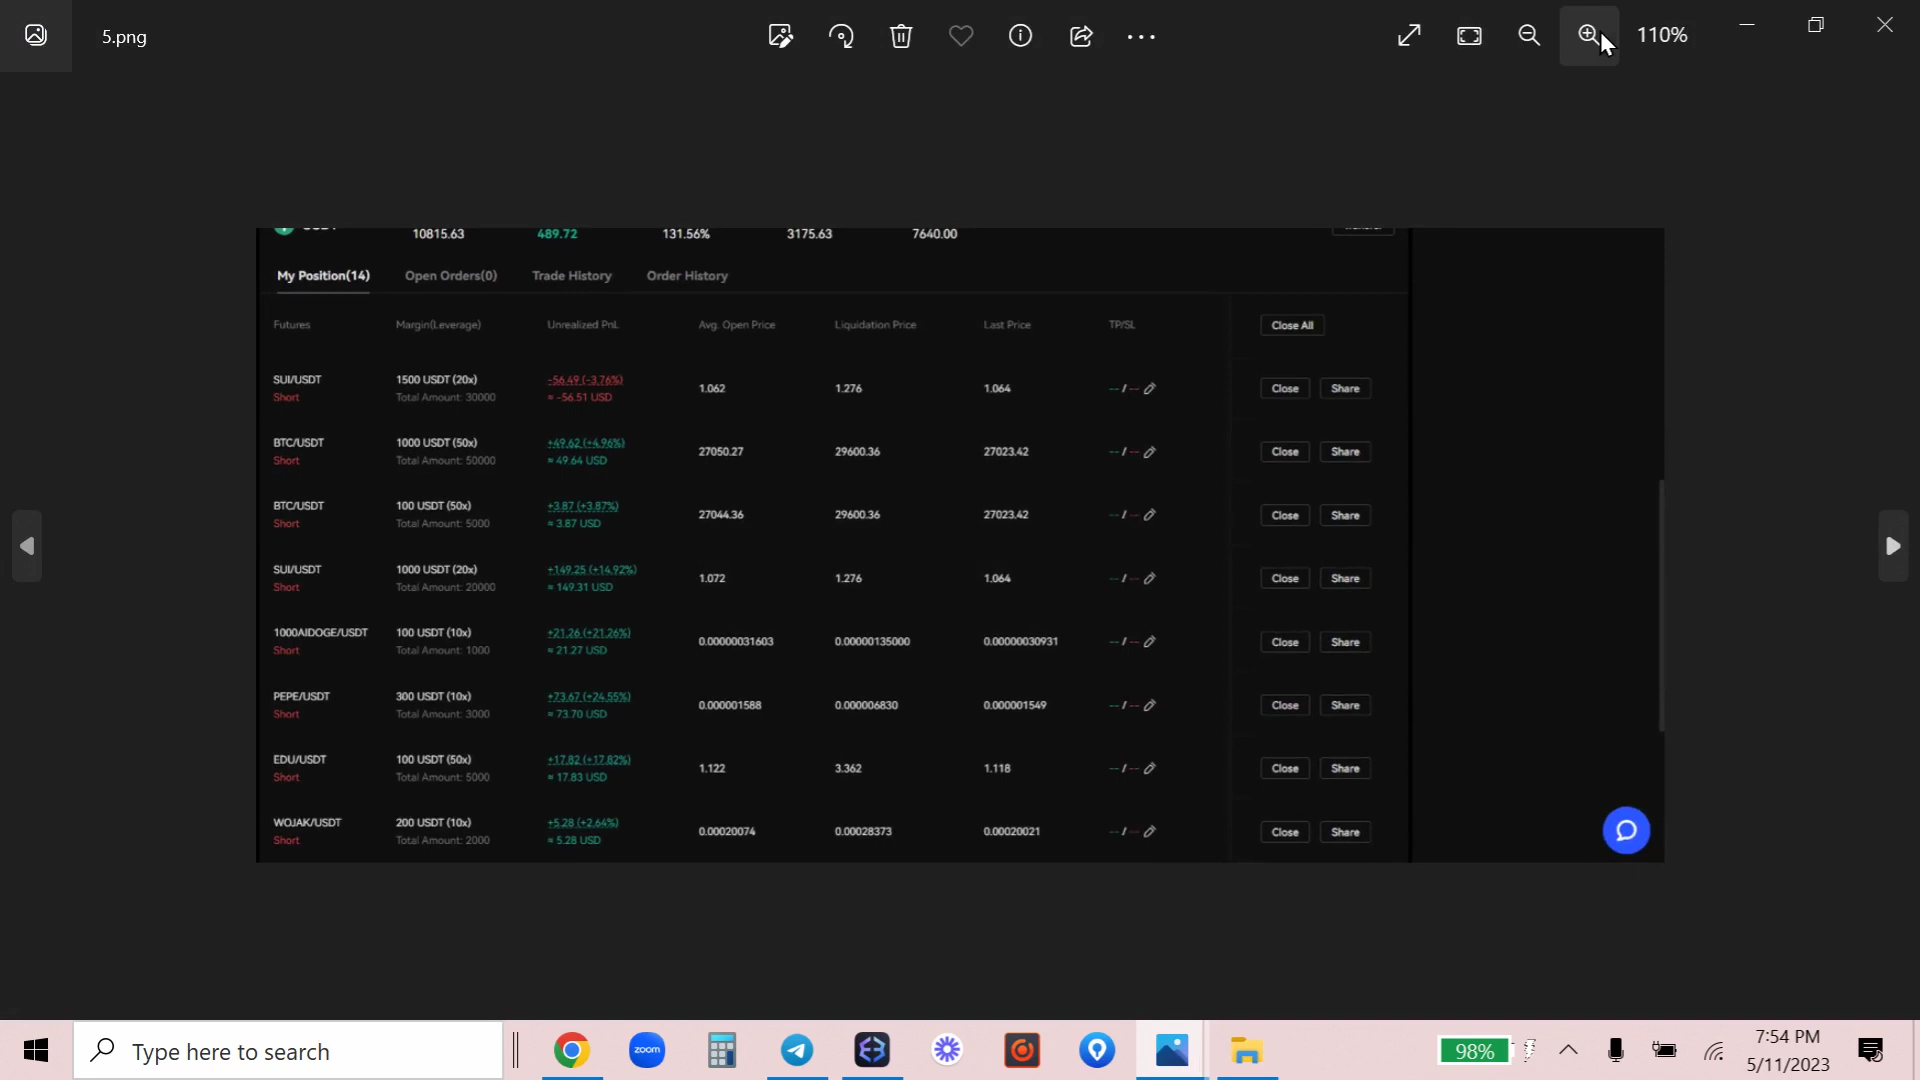 5.png
110%
10815.63 489.72 131.56% 3175.63 7640.00
My Position(14) Open Orders(0) Trade History Order History
Futures Margin(Leverage) Unrealized PnL Avg. Open Price Liquidation Price Last Price TP/SL Close All
SUI/USDT 1500 USDT (20x) -56.49 (-3.76%) 1.062 1.276 1.064 -- / -- Close Share
Short Total Amount: 30000 ≈ -56.51 USD
BTC/USDT 1000 USDT (50x) +49.62 (+4.96%) 27050.27 29600.36 27023.42 -- / -- Close Share
Short Total Amount: 50000 ≈ 49.64 USD
BTC/USDT 100 USDT (50x) +3.87 (+3.87%) 27044.36 29600.36 27023.42 -- / -- Close Share
Short Total Amount: 5000 ≈ 3.87 USD
SUI/USDT 1000 USDT (20x) +149.25 (+14.92%) 1.072 1.276 1.064 -- / -- Close Share
Short Total Amount: 20000 ≈ 149.31 USD
1000AIDOGE/USDT 100 USDT (10x) +21.26 (+21.26%) 0.00000031603 0.00000135000 0.00000030931 -- / -- Close Share
Short Total Amount: 1000 ≈ 21.27 USD
PEPE/USDT 300 USDT (10x) +73.67 (+24.55%) 0.000001588 0.000006830 0.000001549 -- / -- Close Share
Short Total Amount: 3000 ≈ 73.70 USD
EDU/USDT 100 USDT (50x) +17.82 (+17.82%) 1.122 3.362 1.118 -- / -- Close Share
Short Total Amount: 5000 ≈ 17.83 USD
WOJAK/USDT 200 USDT (10x) +5.28 (+2.64%) 0.00020074 0.00028373 0.00020021 -- / -- Close Share
Short Total Amount: 2000 ≈ 5.28 USD
Type here to search
zoom
98%
7:54 PM
5/11/2023